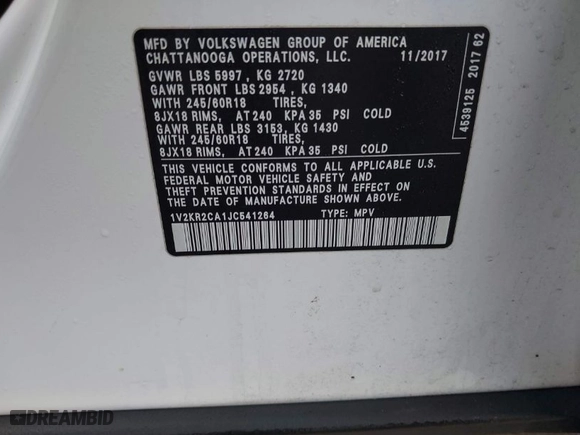 MFD BY VOLKSWAGEN GROUP OF AMERICA
CHATTANOOGA OPERATIONS, LLC. 11/2017
GVWR LBS 5997 , KG 2720
GAWR FRONT LBS 2954 , KG 1340
WITH 245/60R18 TIRES,
8JX18 RIMS, AT 240 KPA 35 PSI COLD
GAWR REAR LBS 3153, KG 1430
WITH 245/60R18 TIRES,
8JX18 RIMS, AT 240 KPA 35 PSI COLD
THIS VEHICLE CONFORMS TO ALL APPLICABLE U.S.
FEDERAL MOTOR VEHICLE SAFETY AND
THEFT PREVENTION STANDARDS IN EFFECT ON
THE DATE OF MANUFACTURE SHOWN ABOVE.
1V2KR2CA1JC541264 TYPE: MPV
4539125 2017 62
DREAMBID